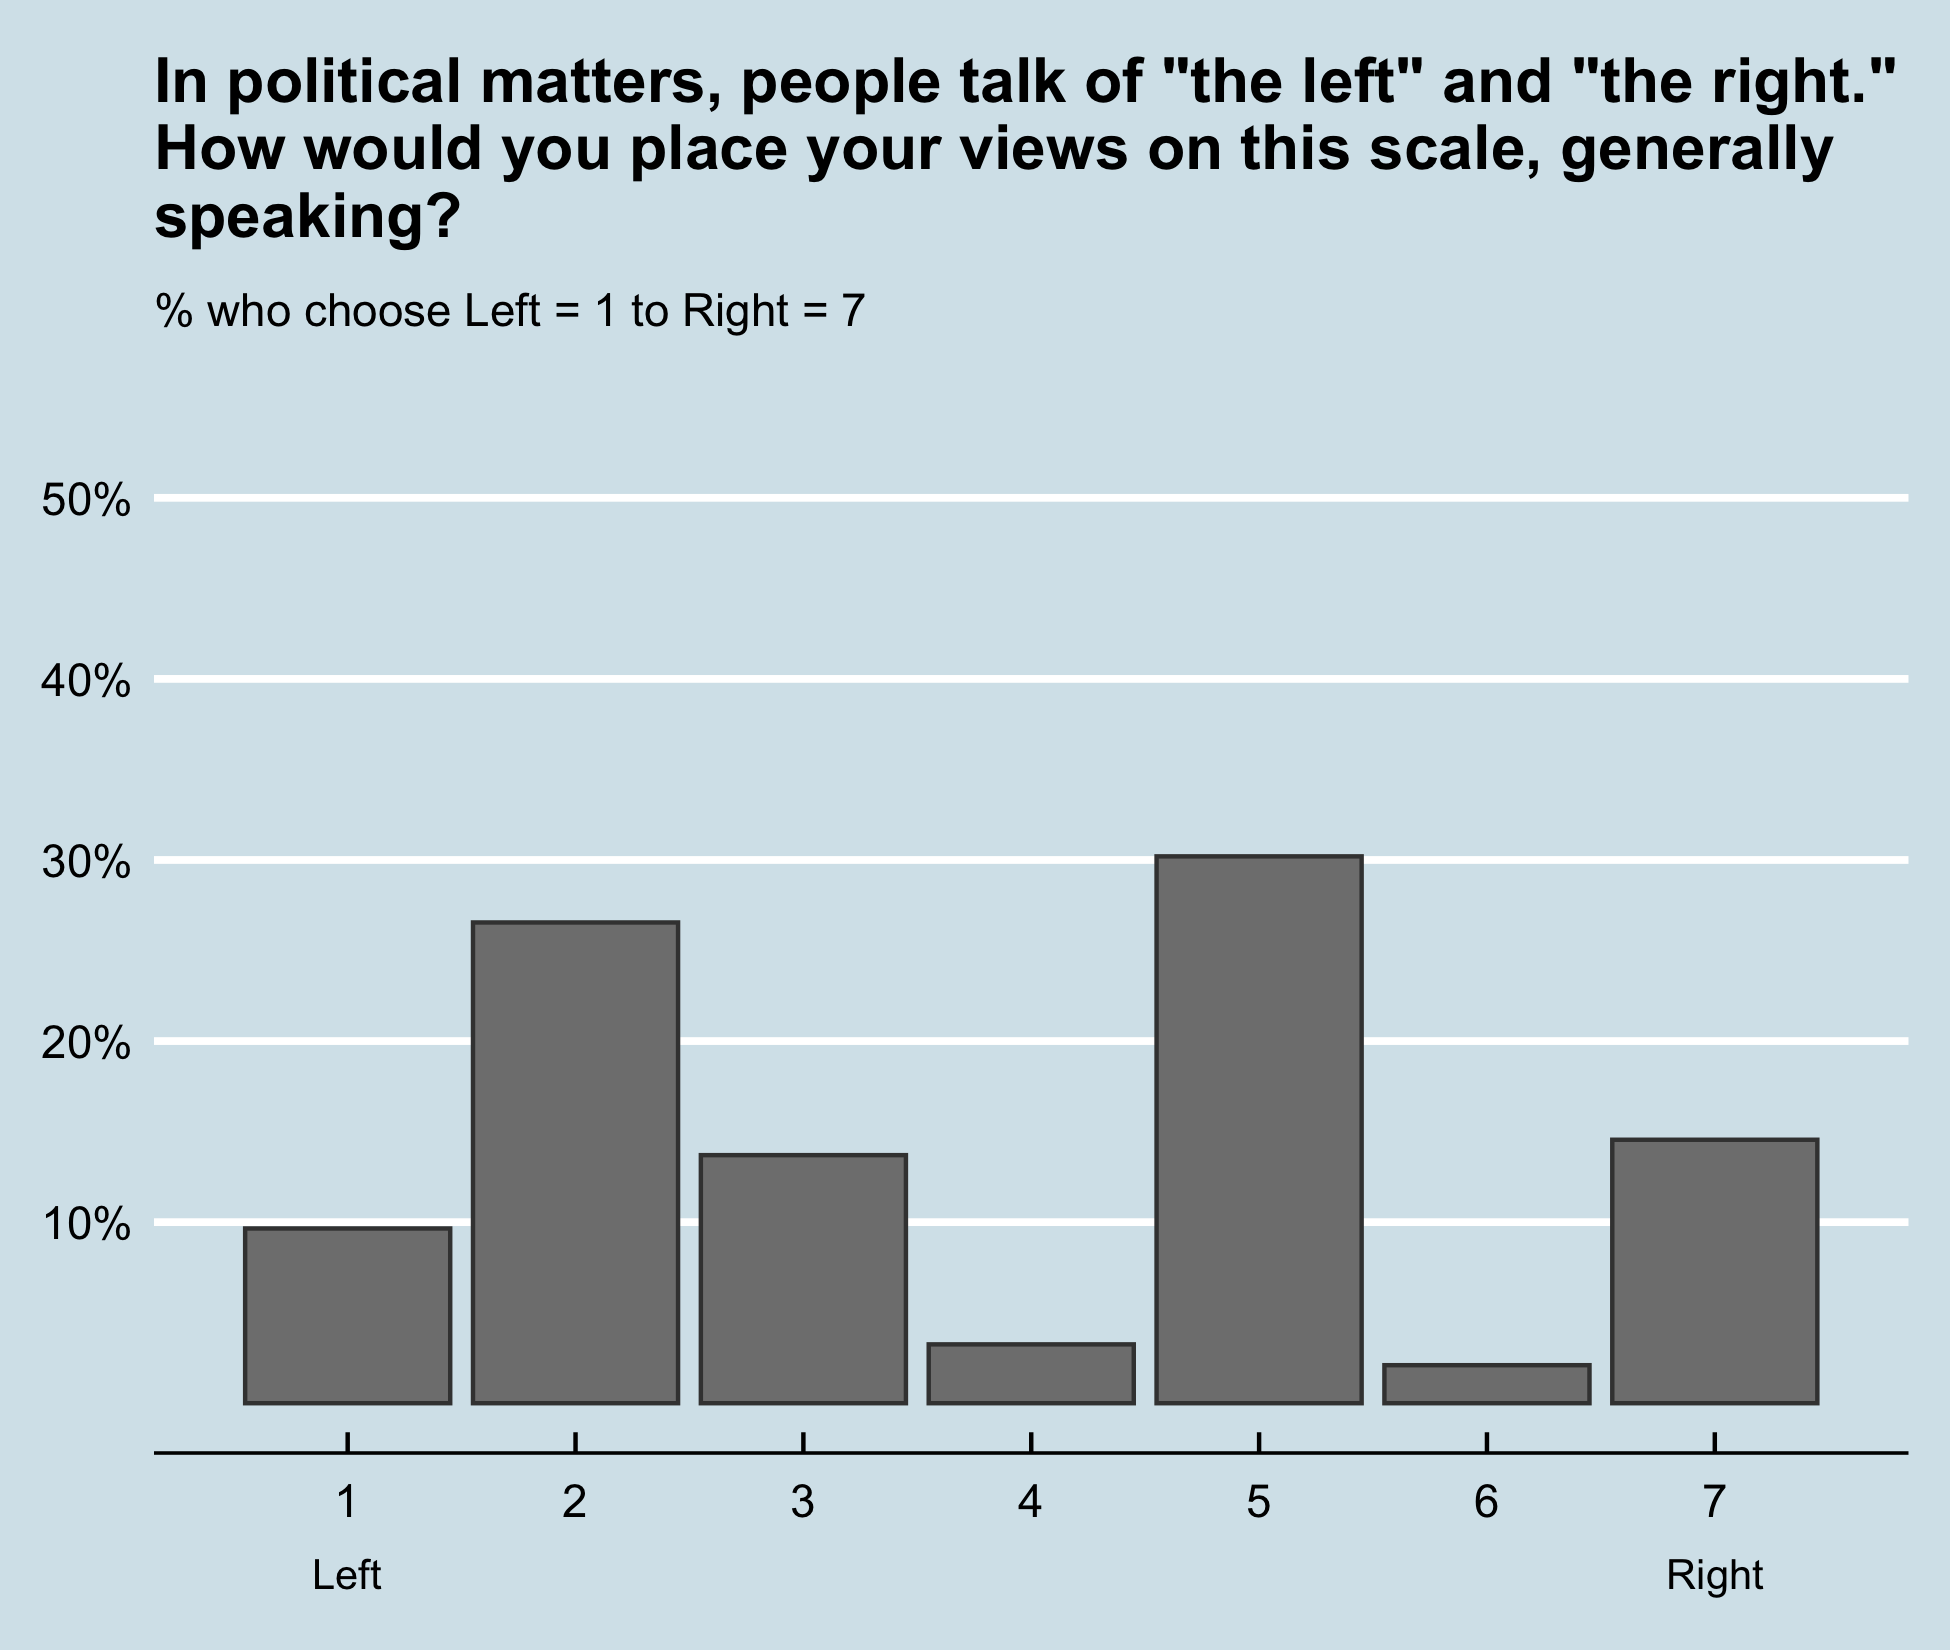 In political matters, people talk of "the left" and "the right."
How would you place your views on this scale, generally
speaking?
% who choose Left = 1 to Right = 7
50%
40%
30%
20%
10%
1 2 3 4 5 6 7
Left Right